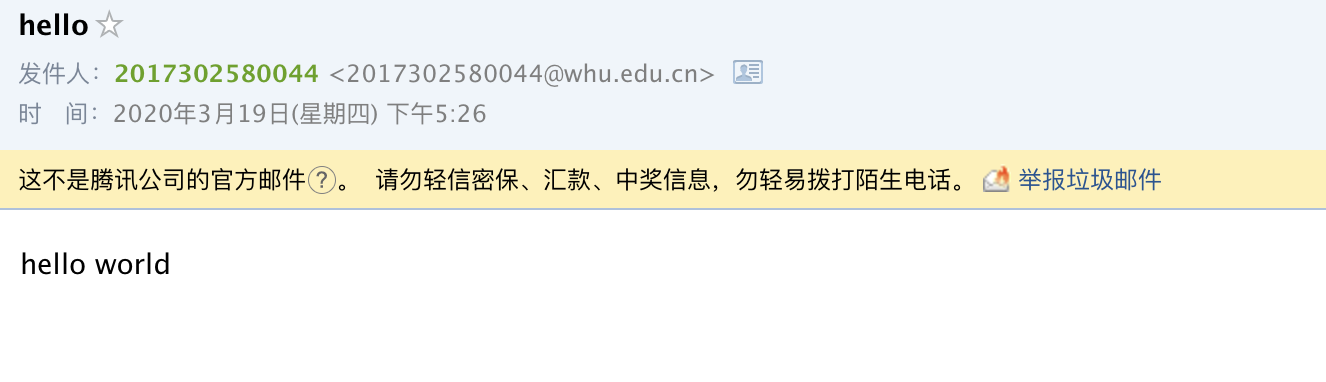 hello
发件人：2017302580044 <2017302580044@whu.edu.cn>
时   间：2020年3月19日(星期四) 下午5:26
这不是腾讯公司的官方邮件?。 请勿轻信密保、汇款、中奖信息，勿轻易拨打陌生电话。 举报垃圾邮件
hello world